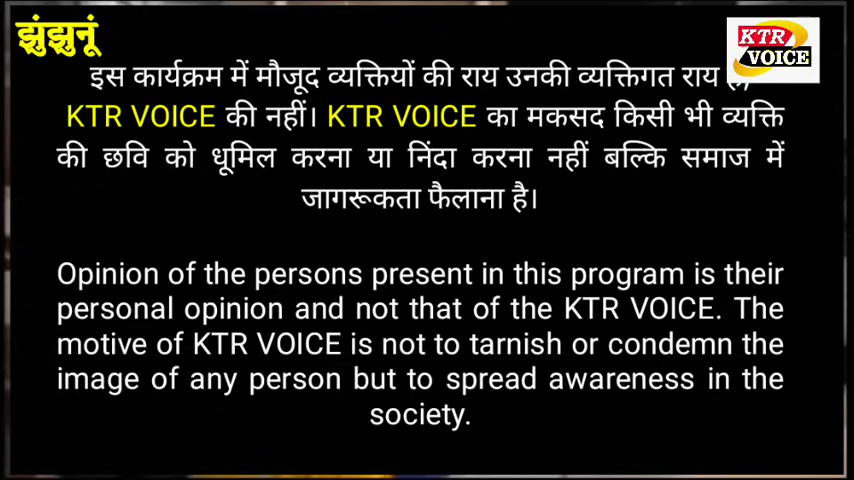 झुंझुनूं
KTR
VOICE
इस कार्यक्रम में मौजूद व्यक्तियों की राय उनकी व्यक्तिगत राय
KTR VOICE की नहीं। KTR VOICE का मकसद किसी भी व्यक्ति
की छवि को धूमिल करना या निंदा करना नहीं बल्कि समाज में
जागरूकता फैलाना है।
Opinion of the persons present in this program is their
personal opinion and not that of the KTR VOICE. The
motive of KTR VOICE is not to tarnish or condemn the
image of any person but to spread awareness in the
society.